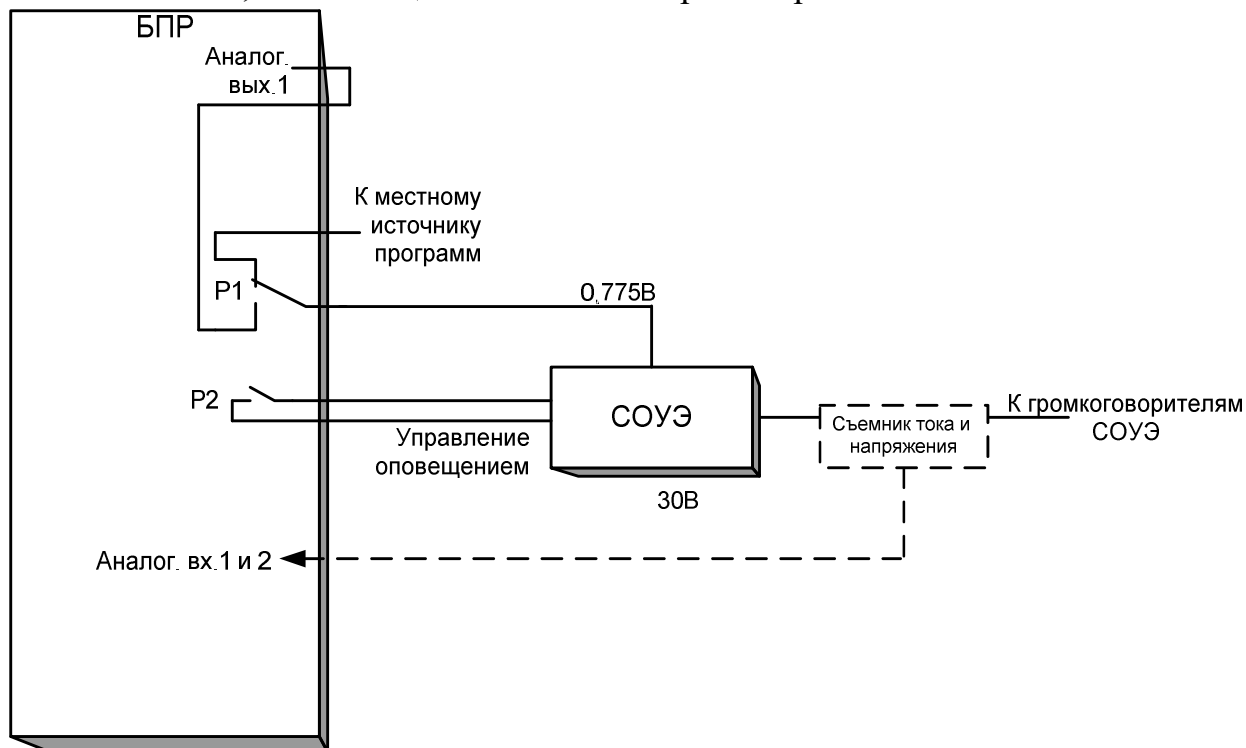 БПР
Аналог.
вых.1
К местному
источнику
программ
Р1
0,775В
Р2
СОУЭ
Управление
оповещением
Съемник тока и
напряжения
К громкоговорителям
СОУЭ
30В
Аналог. вх.1 и 2